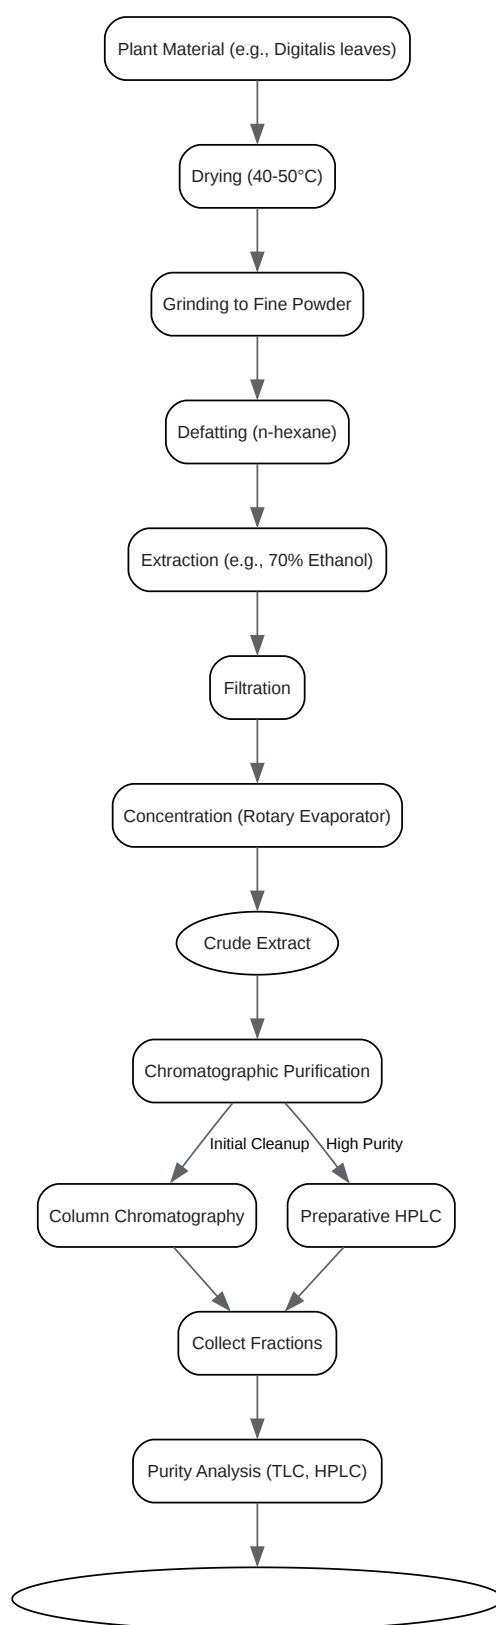 Plant Material (e.g., Digitalis leaves)
Drying (40-50°C)
Grinding to Fine Powder
Defatting (n-hexane)
Extraction (e.g., 70% Ethanol)
Filtration
Concentration (Rotary Evaporator)
Crude Extract
Chromatographic Purification
Initial Cleanup
High Purity
Column Chromatography
Preparative HPLC
Collect Fractions
Purity Analysis (TLC, HPLC)